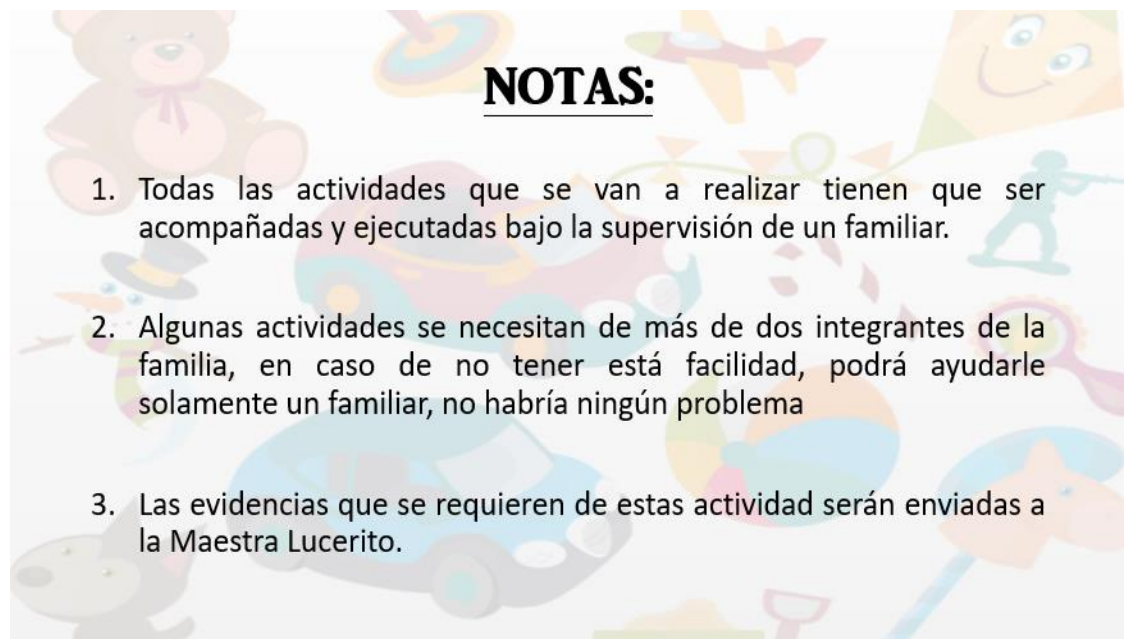 NOTAS:
1. Todas las actividades que se van a realizar tienen que ser
acompañadas y ejecutadas bajo la supervisión de un familiar.
2. Algunas actividades se necesitan de más de dos integrantes de la
familia, en caso de no tener está facilidad, podrá ayudarle
solamente un familiar, no habría ningún problema
3. Las evidencias que se requieren de estas actividad serán enviadas a
la Maestra Lucerito.